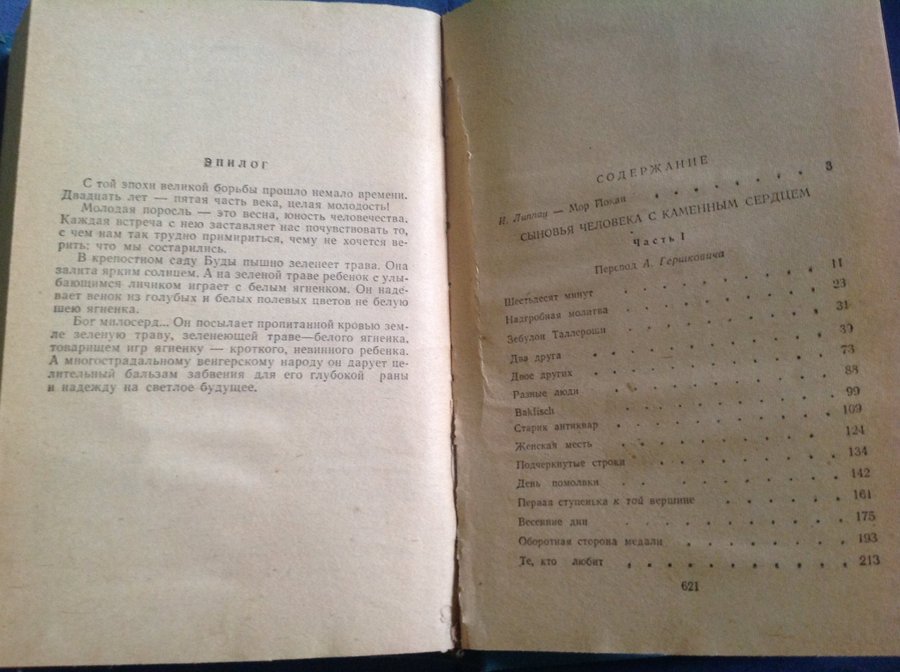 ЭПИЛОГ
С той эпохи великой борьбы прошло немало времени.
Двадцать лет — пятая часть века, целая молодость!
Молодая поросль — это весна, юность человечества.
Каждая встреча с нею заставляет нас почувствовать то,
с чем нам так трудно примириться, чему не хочется ве-
рить: что мы состарились.
В крепостном саду Буды пышно зеленеет трава. Она
залита ярким солнцем. А на зеленой траве ребенок с улы-
бающимся личиком играет с белым ягненком. Он наде-
вает венок из голубых и белых полевых цветов не белую
шею ягненка.
Бог милосерд... Он посылает пропитанной кровью зем-
ле зеленую траву, зеленеющей траве—белого ягненка,
товарищем игр ягненку — кроткого, невинного ребенка.
А многострадальному венгерскому народу он дарует це-
лительный бальзам забвения для его глубокой раны
и надежду на светлое будущее.
СОДЕРЖАНИЕ
И. Липпау — Мор Йокаи . . . . . . . 3
СЫНОВЬЯ ЧЕЛОВЕКА С КАМЕННЫМ СЕРДЦЕМ
Часть I
Перевод А. Гершковича
Шестьдесят минут . . . . . . . . 11
Надгробная молитва . . . . . . . . 23
Зебулон Таллероши . . . . . . . . 31
Два друга . . . . . . . . 39
Двое других . . . . . . . . 73
Разные люди . . . . . . . . 88
Baklisch . . . . . . . . 99
Старик антиквар . . . . . . . . 109
Женская месть . . . . . . . . 124
Подчеркнутые строки . . . . . . . . 134
День помолвки . . . . . . . . 142
Первая ступенька к той вершине . . . . . . 161
Весенние дни . . . . . . . . 175
Оборотная сторона медали . . . . . . . 193
Те, кто любит . . . . . . . . 213
621